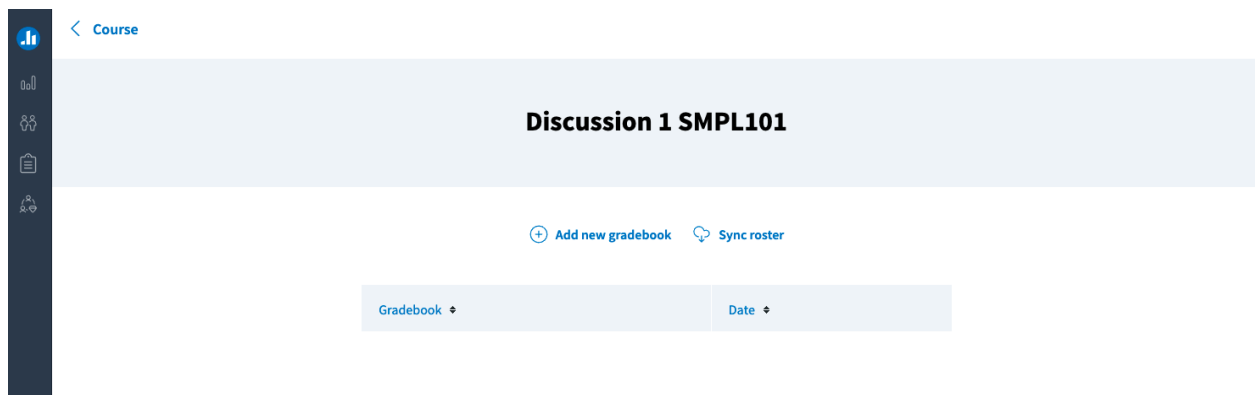 Course
Discussion 1 SMPL101
Add new gradebook Sync roster
Gradebook Date